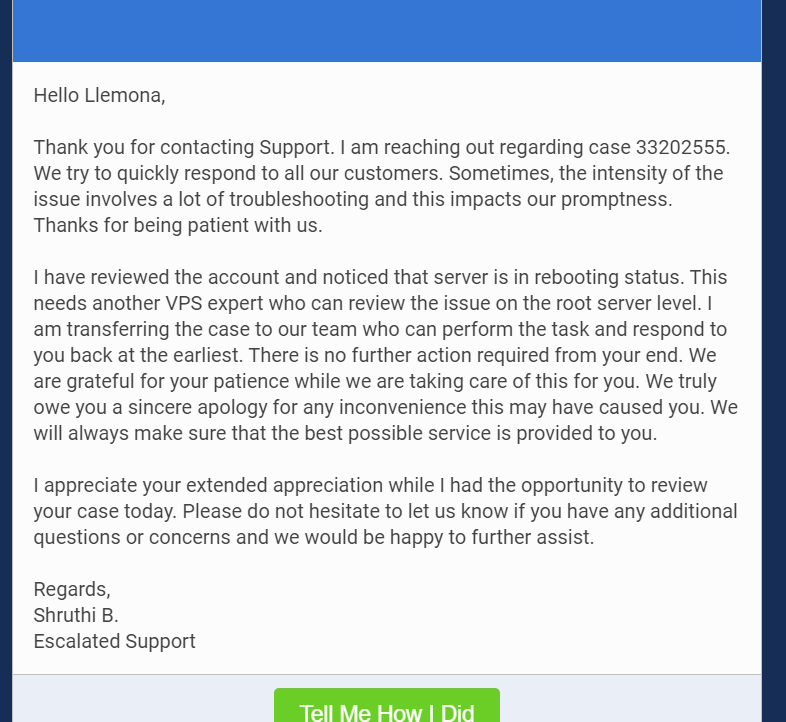 Hello Llemona,
Thank you for contacting Support. I am reaching out regarding case 33202555.
We try to quickly respond to all our customers. Sometimes, the intensity of the
issue involves a lot of troubleshooting and this impacts our promptness.
Thanks for being patient with us.
I have reviewed the account and noticed that server is in rebooting status. This
needs another VPS expert who can review the issue on the root server level. I
am transferring the case to our team who can perform the task and respond to
you back at the earliest. There is no further action required from your end. We
are grateful for your patience while we are taking care of this for you. We truly
owe you a sincere apology for any inconvenience this may have caused you. We
will always make sure that the best possible service is provided to you.
I appreciate your extended appreciation while I had the opportunity to review
your case today. Please do not hesitate to let us know if you have any additional
questions or concerns and we would be happy to further assist.
Regards,
Shruthi B.
Escalated Support
Tell Me How I Did